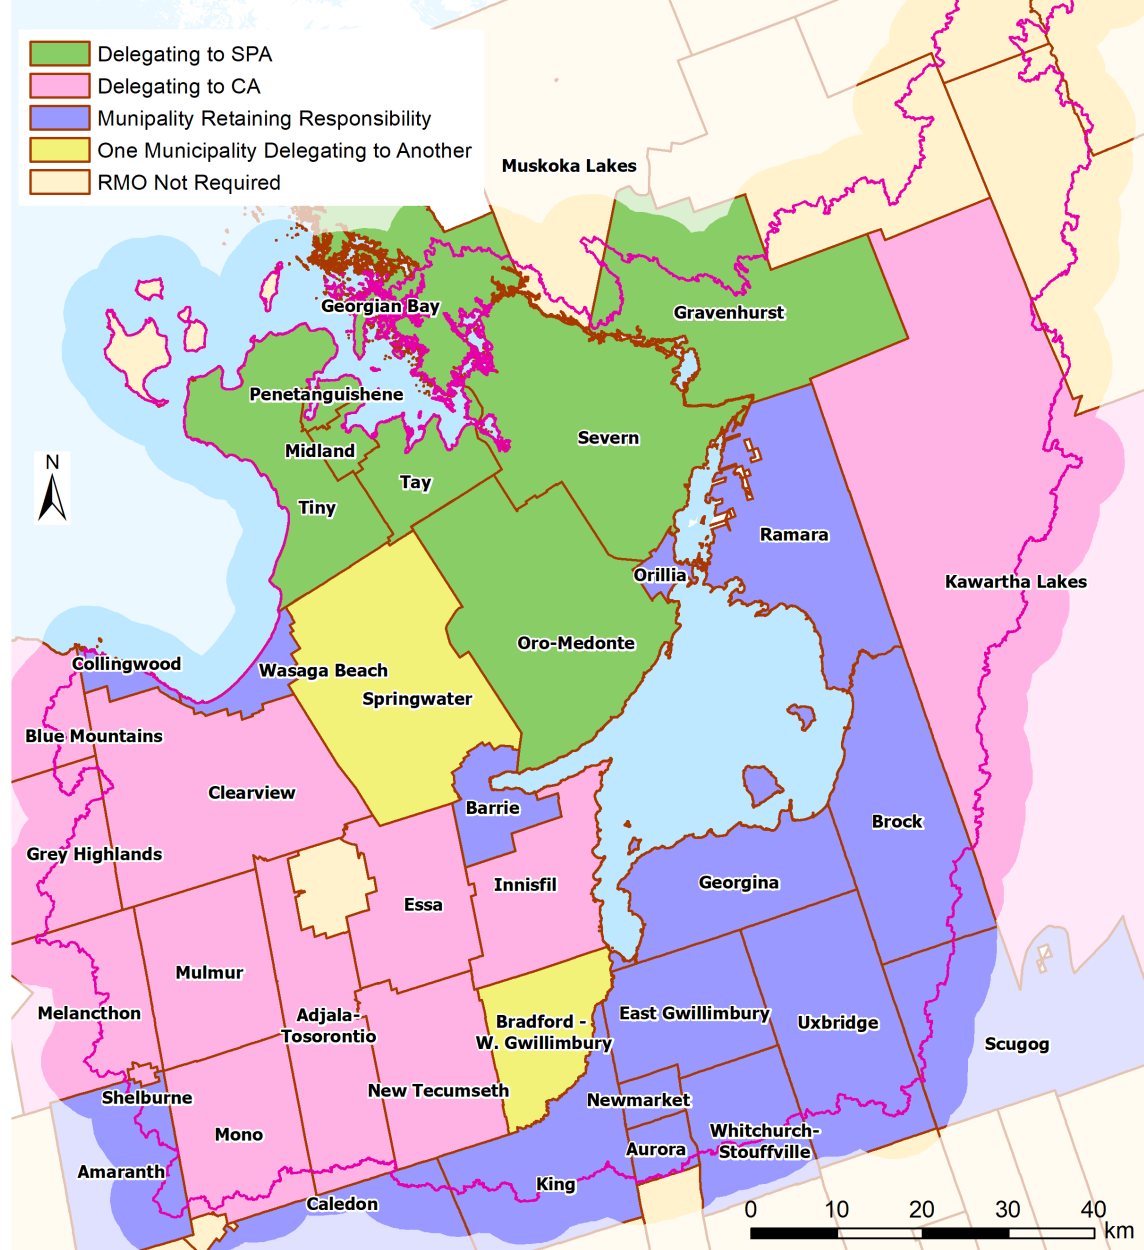 Delegating to SPA
Delegating to CA
Munipality Retaining Responsibility
One Municipality Delegating to Another
RMO Not Required
Muskoka Lakes
Georgian Bay
Gravenhurst
Penetanguishene
Severn
Midland
Tay
N
Tiny
Ramara
Orillia
Kawartha Lakes
Oro-Medonte
Collingwood
Wasaga Beach
Springwater
Blue Mountains
Clearview
Barrie
Brock
Grey Highlands
Innisfil
Georgina
Essa
Mulmur
Melancthon
Adjala-
Tosorontio
Bradford -
W. Gwillimbury
East Gwillimbury
Uxbridge
Scugog
Shelburne
New Tecumseth
Newmarket
Mono
Whitchurch-
Stouffville
Aurora
Amaranth
King
Caledon
0 10 20 30 40
km